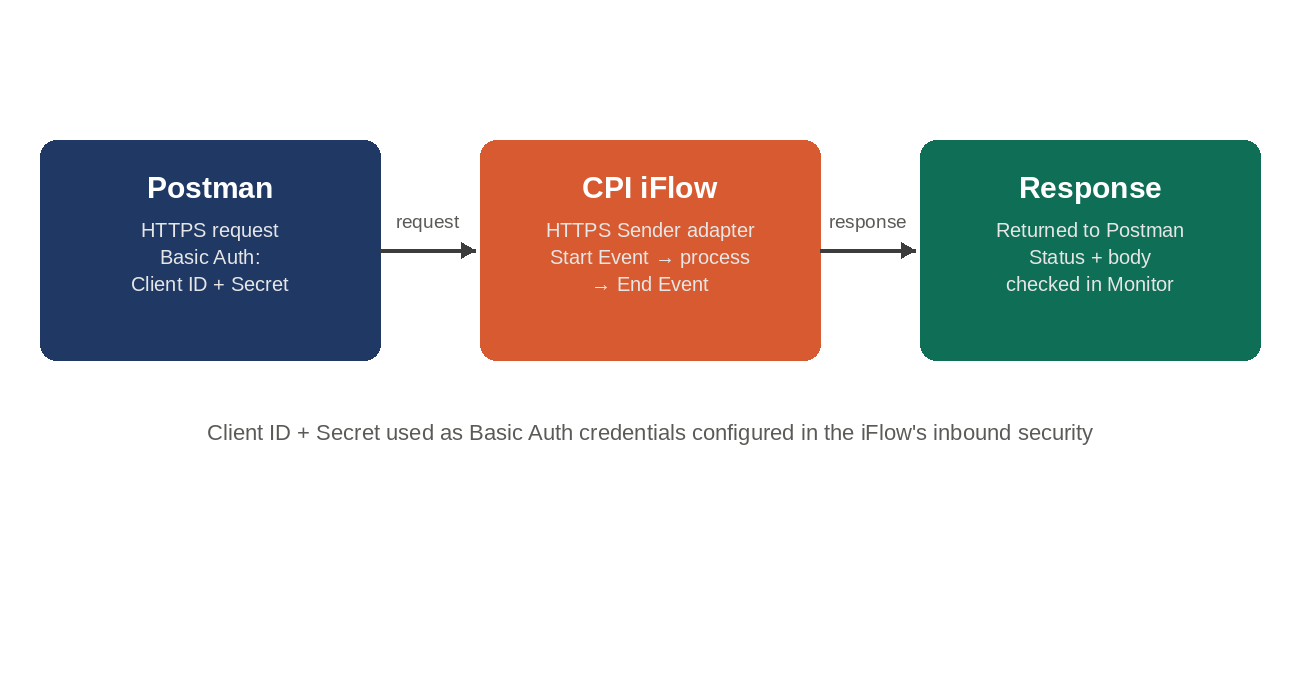 Postman
HTTPS request
Basic Auth:
Client ID + Secret
request
CPI iFlow
HTTPS Sender adapter
Start Event → process
→ End Event
response
Response
Returned to Postman
Status + body
checked in Monitor
Client ID + Secret used as Basic Auth credentials configured in the iFlow's inbound security